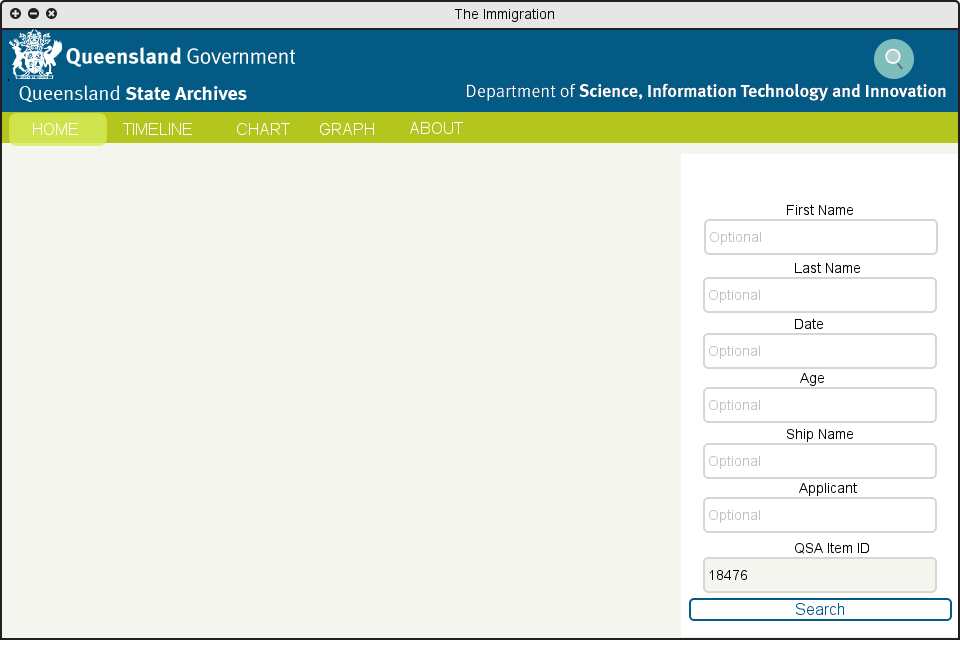 The Immigration
Queensland Government
Queensland State Archives
Department of Science, Information Technology and Innovation
HOME TIMELINE CHART GRAPH ABOUT
First Name
Optional
Last Name
Optional
Date
Optional
Age
Optional
Ship Name
Optional
Applicant
Optional
QSA Item ID
18476
Search